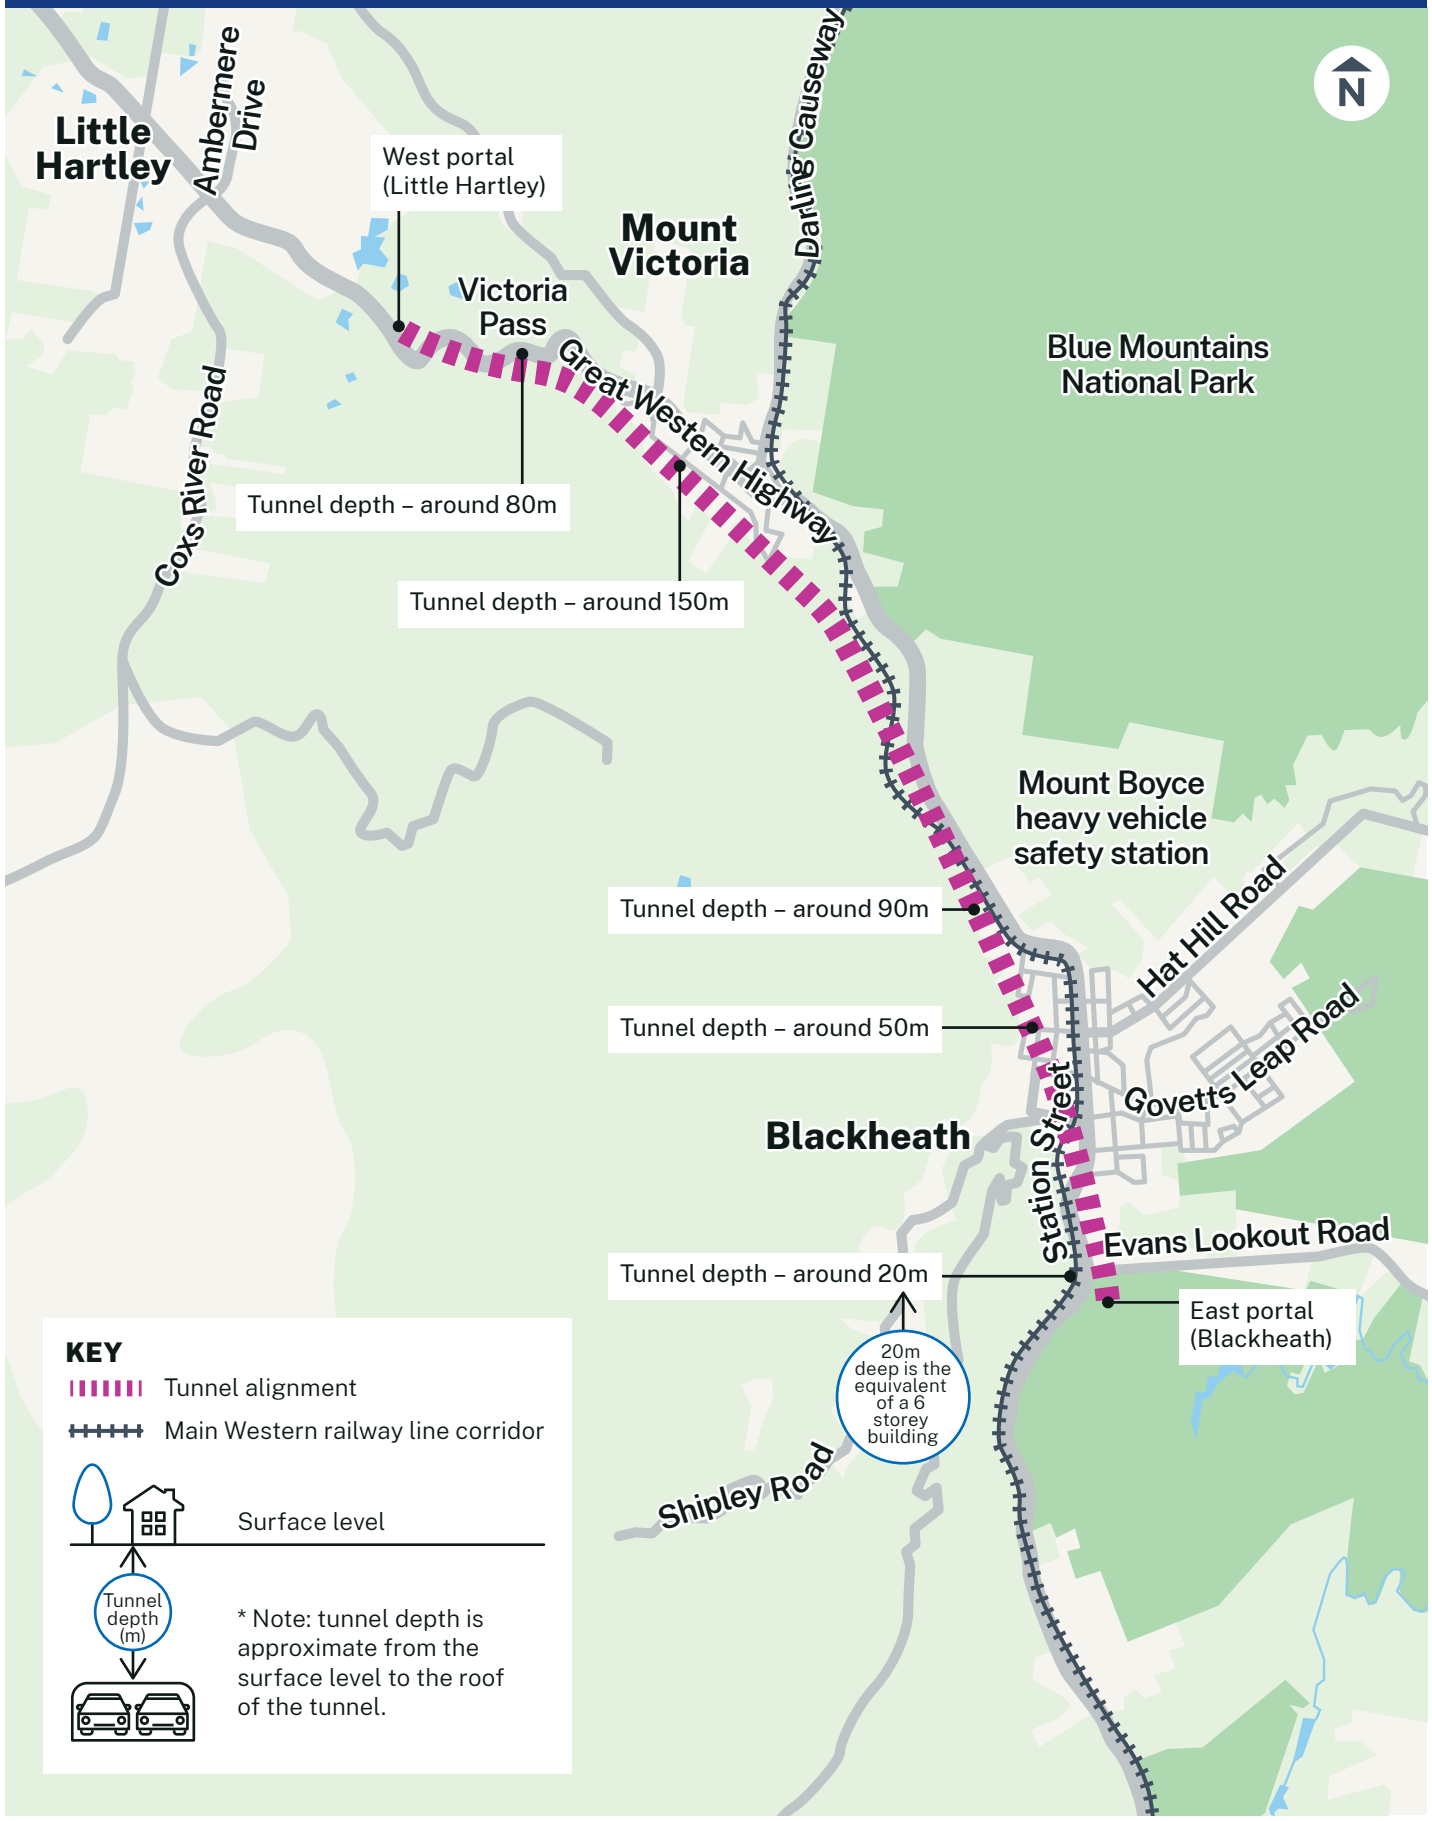 N
Little
Hartley
Ambermere
Drive
Darling Causeway
West portal
(Little Hartley)
Mount
Victoria
Victoria
Pass
Great Western Highway
Blue Mountains
National Park
Coxs River Road
Tunnel depth – around 80m
Tunnel depth – around 150m
Mount Boyce
heavy vehicle
safety station
Hat Hill Road
Tunnel depth – around 90m
Tunnel depth – around 50m
Govetts Leap Road
Blackheath
Station Street
Evans Lookout Road
Tunnel depth – around 20m
East portal
(Blackheath)
20m
deep is the
equivalent
of a 6
storey
building
Shipley Road
KEY
Tunnel alignment
Main Western railway line corridor
Surface level
Tunnel
depth
(m)
* Note: tunnel depth is
approximate from the
surface level to the roof
of the tunnel.